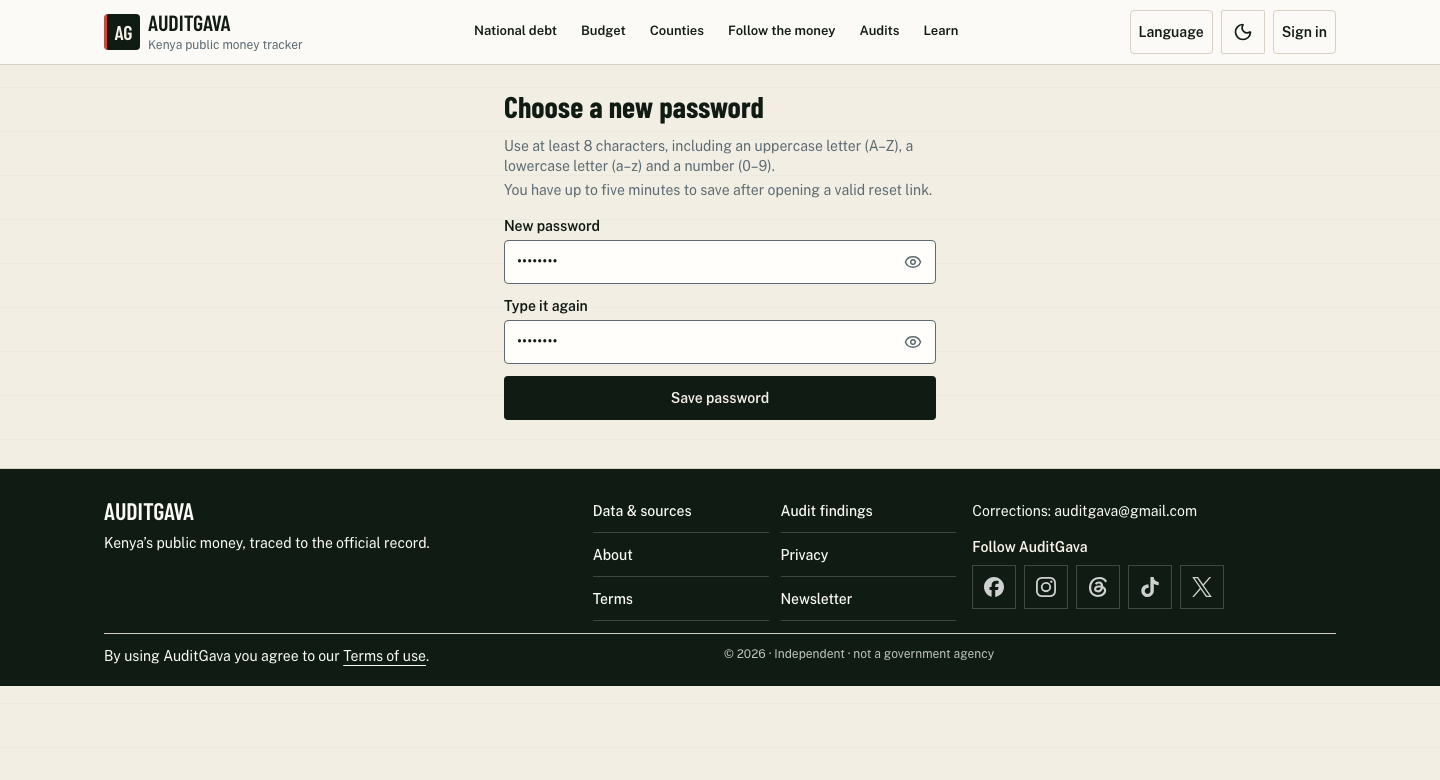 AG
AUDITGAVA
Kenya public money tracker
National debt
Budget
Counties
Follow the money
Audits
Learn
Language
Sign in
Choose a new password
Use at least 8 characters, including an uppercase letter (A–Z), a
lowercase letter (a–z) and a number (0–9).
You have up to five minutes to save after opening a valid reset link.
New password
••••••••
Type it again
••••••••
Save password
AUDITGAVA
Kenya’s public money, traced to the official record.
Data & sources
Audit findings
About
Privacy
Terms
Newsletter
Corrections: auditgava@gmail.com
Follow AuditGava
By using AuditGava you agree to our Terms of use.
© 2026 · Independent · not a government agency